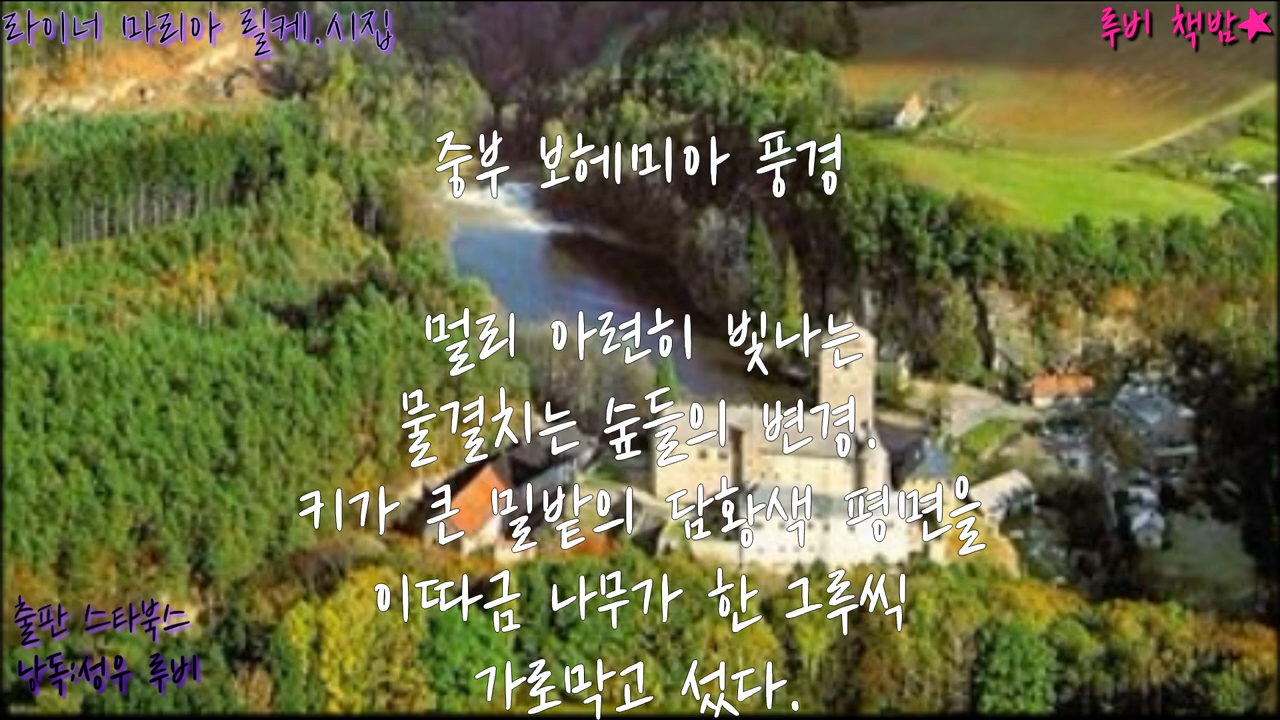 라이너 마리아 릴케.시집
루비 책밤★
중부 보헤미아 풍경
멀리 아련히 빛나는
물결치는 숲들의 변경.
키가 큰 밀밭의 담황색 평면을
이따금 나무가 한 그루씩
가로막고 섰다.
출판 스타북스
낭독:성우 루비